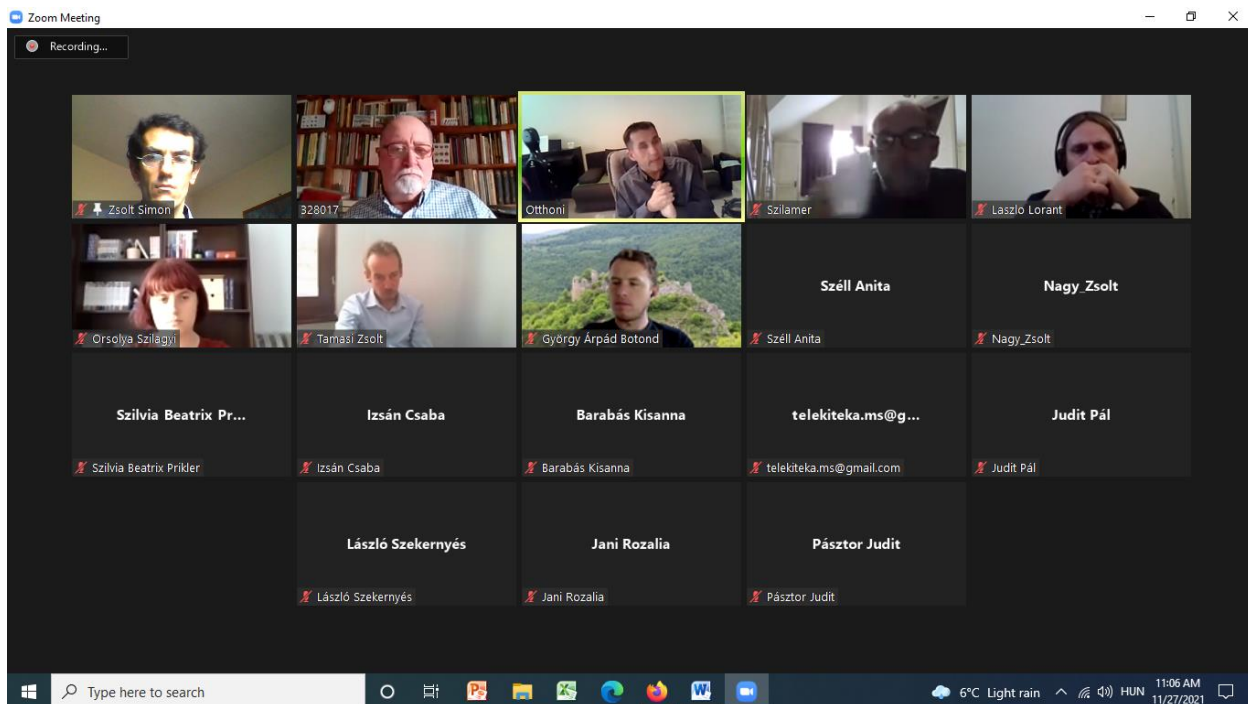 Zoom Meeting
Recording...
Zsolt Simon
328017
Otthoni
Szilamer
Laszlo Lorant
Orsolya Szilagyi
Tamasi Zsolt
György Árpád Botond
Széll Anita
Széll Anita
Nagy_Zsolt
Nagy_Zsolt
Szilvia Beatrix Pr...
Szilvia Beatrix Prikler
Izsán Csaba
Izsán Csaba
Barabás Kisanna
Barabás Kisanna
telekiteka.ms@g...
telekiteka.ms@gmail.com
Judit Pál
Judit Pál
László Szekernyés
László Szekernyés
Jani Rozalia
Jani Rozalia
Pásztor Judit
Pásztor Judit
Type here to search
6°C Light rain
HUN
11:06 AM
11/27/2021